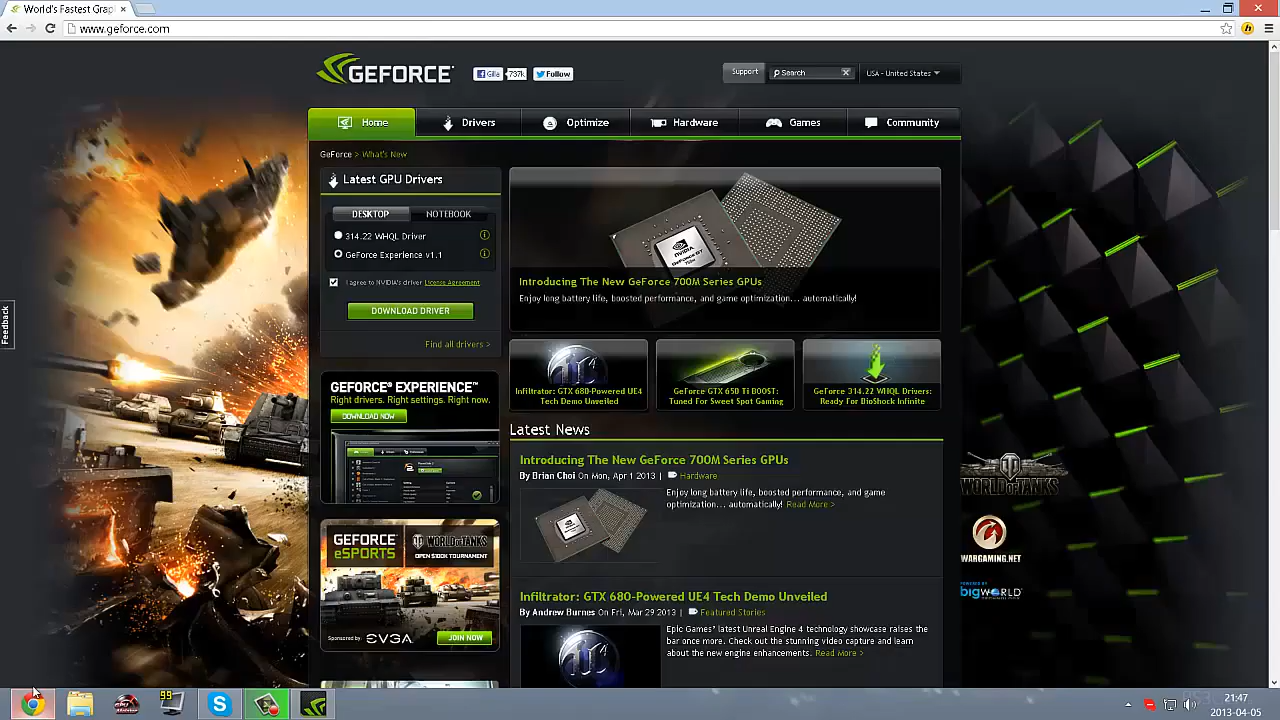 World's Fastest Grap
www.geforce.com
GEFORCE
737k
Follow
Support
Search
USA - United States
Home
Drivers
Optimize
Hardware
Games
Community
GeForce > What's New
Latest GPU Drivers
DESKTOP
NOTEBOOK
314.22 WHQL Driver
GeForce Experience v1.1
I agree to NVIDIA's driver License Agreement
DOWNLOAD DRIVER
Find all drivers >
Feedback
Introducing The New GeForce 700M Series GPUs
Enjoy long battery life, boosted performance, and game optimization... automatically!
Infiltrator: GTX 680-Powered UE4
Tech Demo Unveiled
GeForce GTX 650 Ti BOOST:
Tuned For Sweet Spot Gaming
GeForce 314.22 WHQL Drivers:
Ready For BioShock Infinite
GEFORCE® EXPERIENCE™
Right drivers. Right settings. Right now.
DOWNLOAD NOW
Latest News
Introducing The New GeForce 700M Series GPUs
By Brian Choi On Mon, Apr 1 2013 | Hardware
Enjoy long battery life, boosted performance, and game
optimization... automatically! Read More >
GEFORCE
eSPORTS
WORLD OF TANKS
OPEN $100K TOURNAMENT
Sponsored by:
EVGA
JOIN NOW
Infiltrator: GTX 680-Powered UE4 Tech Demo Unveiled
By Andrew Burnes On Fri, Mar 29 2013 | Featured Stories
Epic Games' latest Unreal Engine 4 technology showcase raises the
bar once more. Check out the stunning video capture and learn
about the new engine enhancements. Read More >
WORLD OF TANKS
WARGAMING.NET
POWERED BY
BIGWORLD
99
21:47
2013-04-05